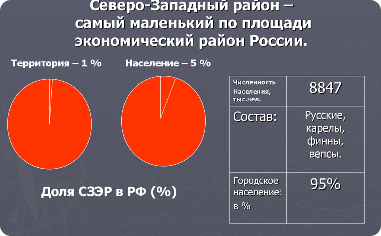 Северо-Западный район –
самый маленький по площади
экономический район России.
Территория – 1 %
Население – 5 %
Доля СЗЭР в РФ (%)
Численность
Населения,
тыс.чел.
8847
Состав:
Русские,
карелы,
финны,
вепсы.
Городское
население:
в %
95%